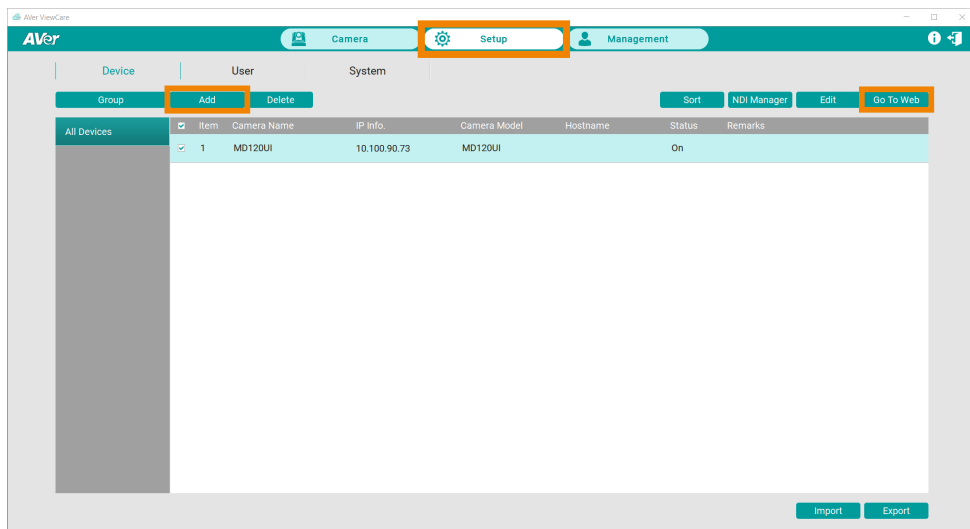 AVer ViewCare
AVer Camera Setup Management
Device User System
Group Add Delete Sort NDI Manager Edit Go To Web
All Devices Item Camera Name IP Info. Camera Model Hostname Status Remarks
1 MD120UI 10.100.90.73 MD120UI On
Import Export